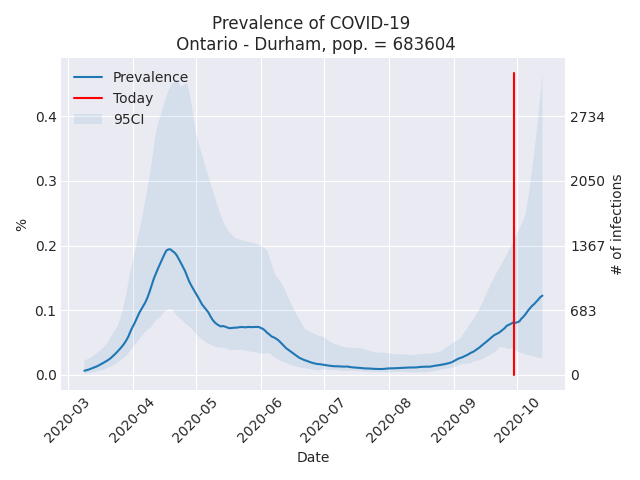 Prevalence of COVID-19
Ontario - Durham, pop. = 683604
Prevalence
Today
95CI
0.4
0.3
0.2
0.1
0.0
%
2734
2050
1367
683
0
# of infections
2020-03
2020-04
2020-05
2020-06
2020-07
2020-08
2020-09
2020-10
Date